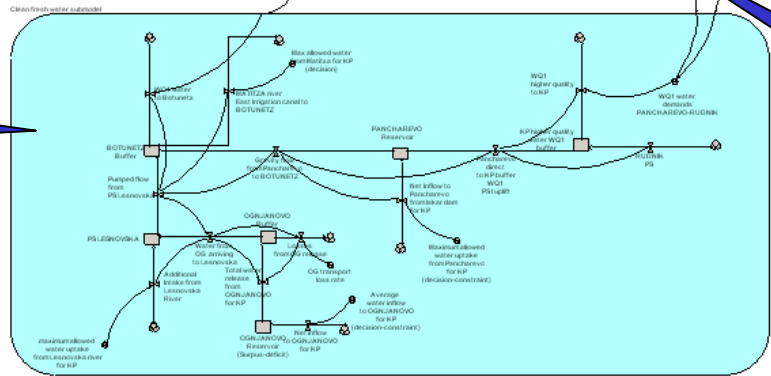 Clean fresh water submodel
Max allowed water
from Maritza for KP
(decision)
WQ1 water
to Botunetz
MATITZA river
East Irrigation canal to
BOTUNETZ
WQ1
higher quality
to KP
WQ1 water
demands
PANCHAREVO-RUDNIK
PANCHAREVO
Reservoir
KP higher quality
water WQ1
buffer
BOTUNETZ
Buffer
Gravity flow
from Pancharevo
to BOTUNETZ
Pancharevo
direct
to KP buffer
WQ1
PS I uplift
RUDNIK
PS
Pumped flow
from
PS Lesnovska
Net Inflow to
Pancharevo
from Iskar dam
for KP
OGNJANOVO
Buffer
PS LESNOVSKA
Water from
OG arriving
to Lesnovska
Losses
from OG release
Maximum allowed
water uptake
from Pancharevo
for KP
(decision-constraint)
Additional
Intake from
Lesnovska
River
Total water
release
from
OGNJANOVO
for KP
OG transport
loss rate
Average
water inflow
to OGNJANOVO
for KP
(decision-constraint)
maximum allowed
water uptake
from Lesnovska river
for KP
OGNJANOVO
Reservoir
(Surpus-deficit)
Net inflow
to OGNJANOVO
for KP